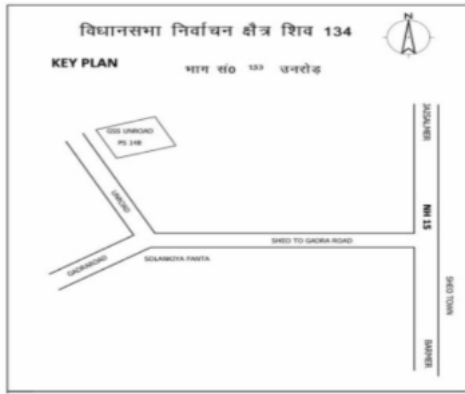 विधानसभा निर्वाचन क्षैत्र शिव 134
N
KEY PLAN
भाग सं0 133 उनरोड़
JAISALMER
GSS UNROAD
PS 148
UNROAD
NH 15
SHEO TO GADRA ROAD
GADRAROAD
SOLANKIYA FANTA
SHEO TOWN
BARMER